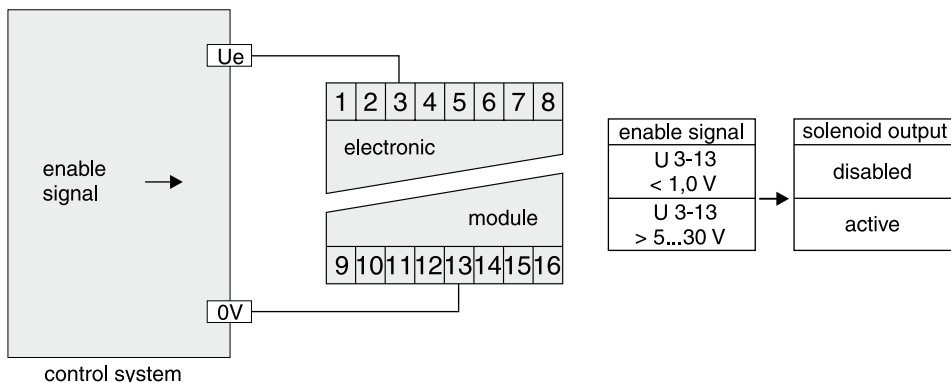 Ue
1 2 3 4 5 6 7 8
electronic
module
9 10 11 12 13 14 15 16
enable
signal
0V
control system
enable signal
U 3-13
< 1,0 V
U 3-13
> 5...30 V
solenoid output
disabled
active